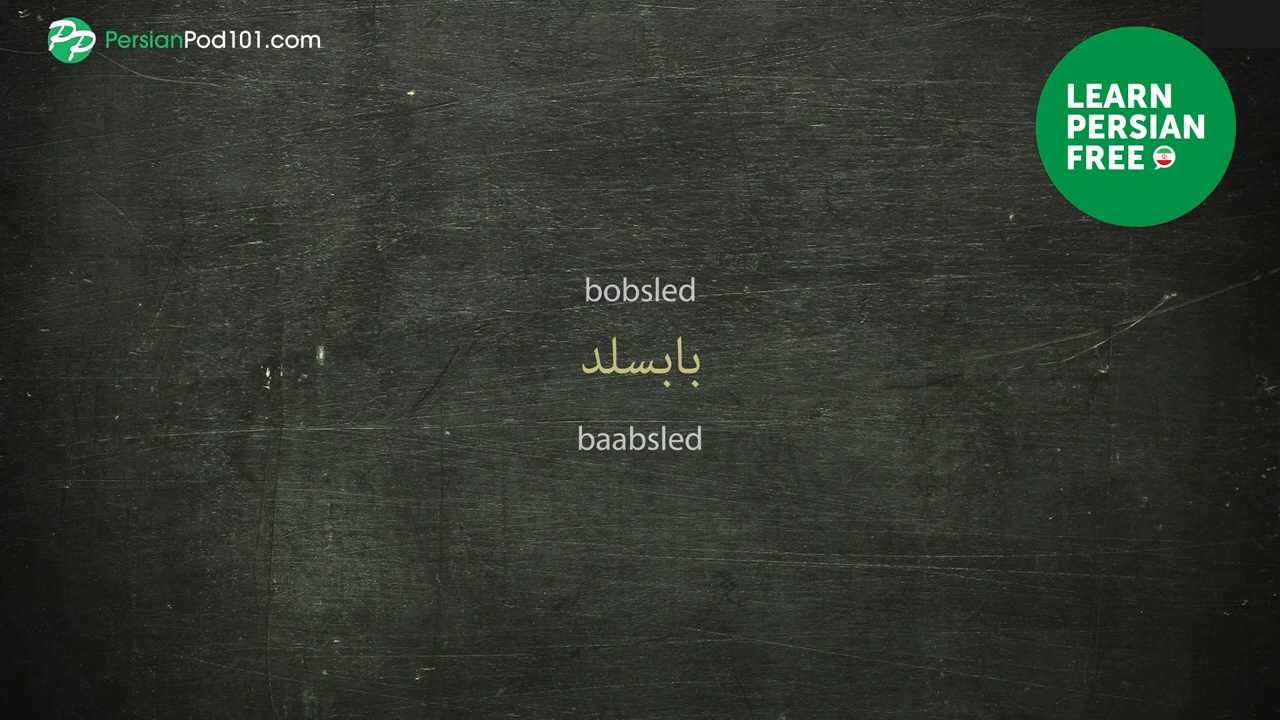 PersianPod101.com
LEARN
PERSIAN
FREE
bobsled
بابسلد
baabsled